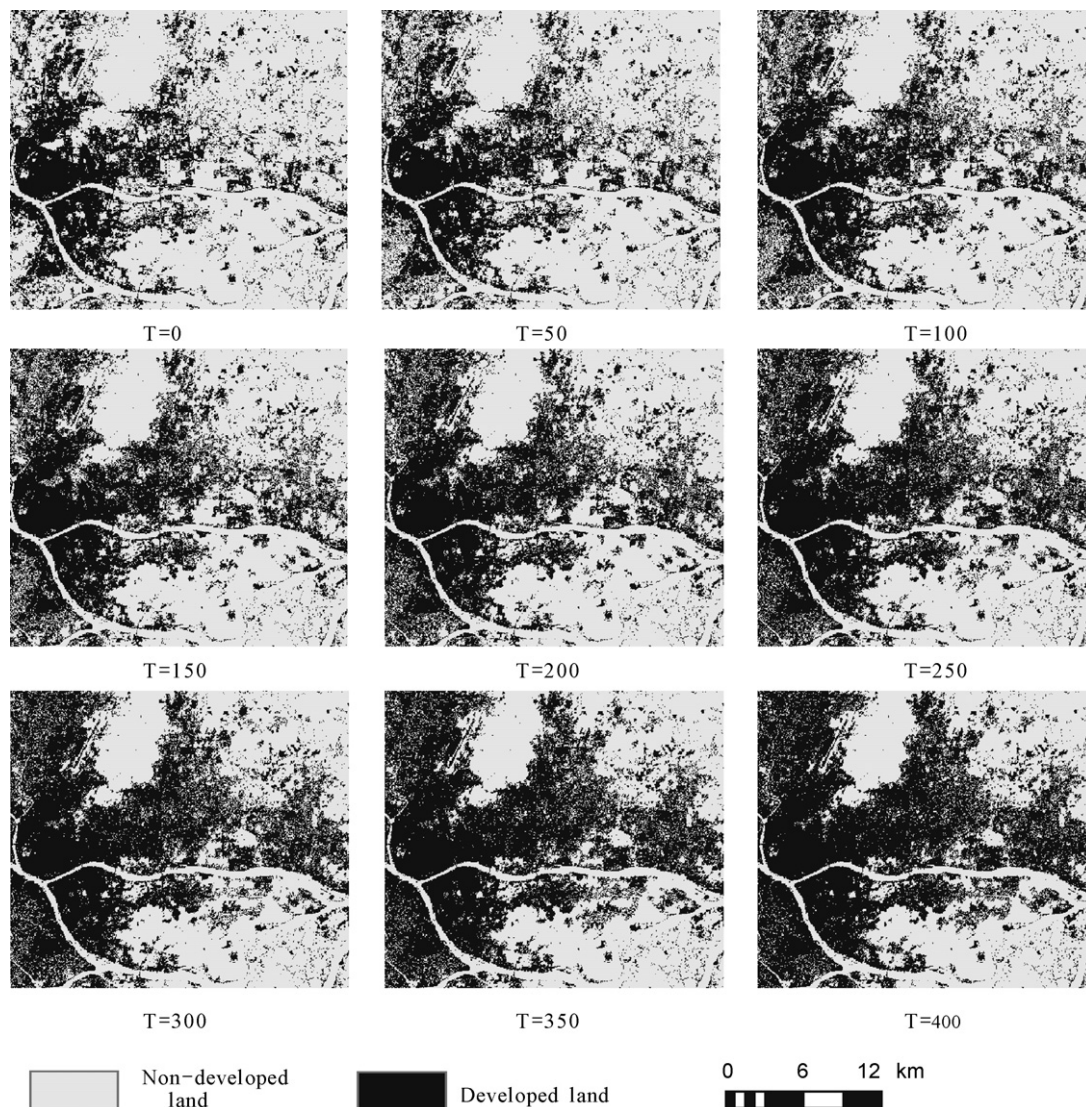 T=0
T=50
T=100
T=150
T=200
T=250
T=300
T=350
T=400
Non-developed
land
Developed land
0 6 12 km